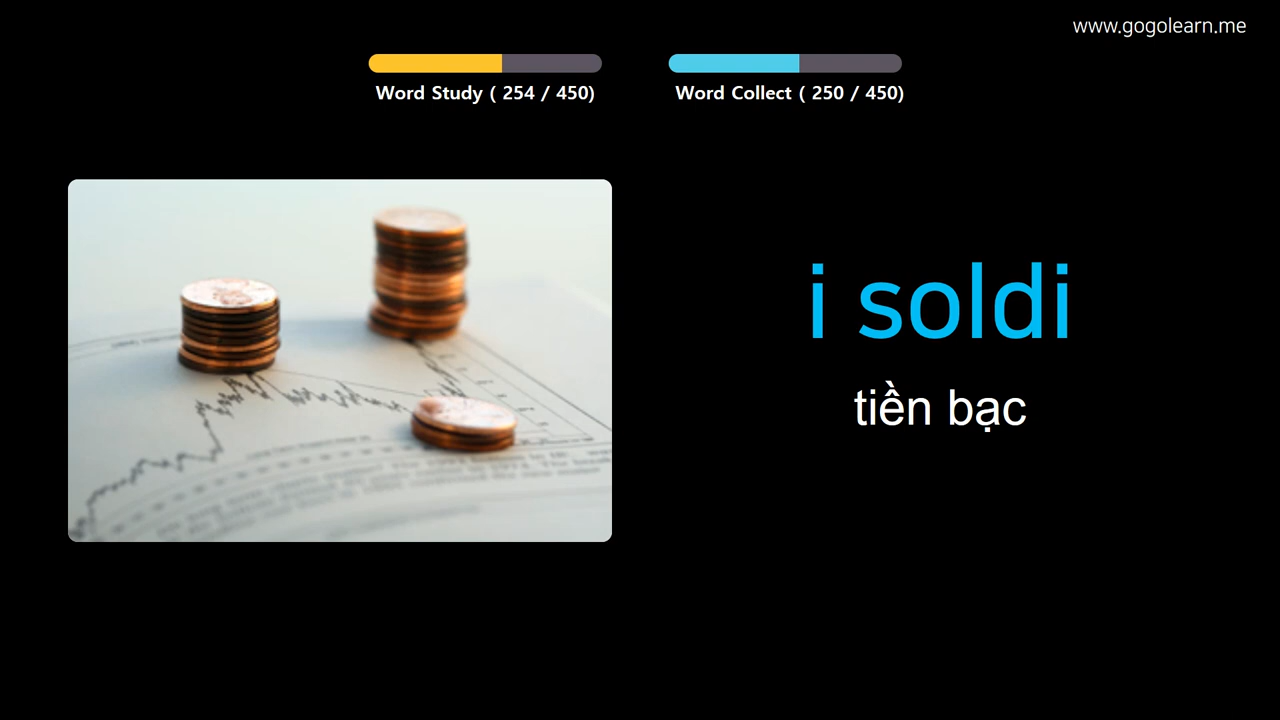 www.gogolearn.me
Word Study ( 254 / 450)
Word Collect ( 250 / 450)
i soldi
tiền bạc